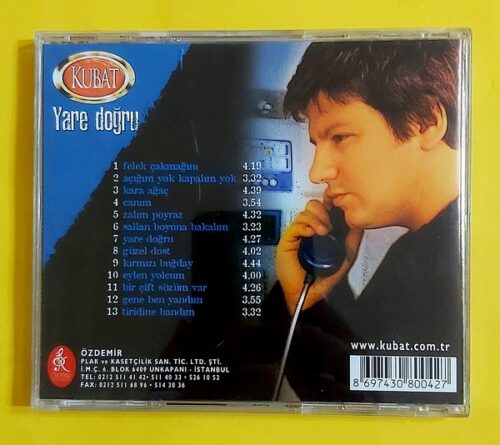 KUBAT
Yare doğru
1 felek çakmağını 4.19
2 açığım yok kapalım yok 3.32
3 kara ağaç 4.39
4 canım 3.54
5 zalım poyraz 4.32
6 sallan boyuna bakalım 3.23
7 yare doğru 4.27
8 güzel dost 4.02
9 kırmızı buğday 4.44
10 eylen yolcum 4.00
11 bir çift sözüm var 4.26
12 gene ben yandım 3.55
13 tiridine bandım 3.32
ÖZDEMİR
PLAK ve KASETÇİLİK SAN. TİC. LTD. ŞTİ.
İ.M.Ç. 6. BLOK 6409 UNKAPANI - İSTANBUL
TEL: 0212 511 41 42 - 511 40 33 - 526 10 52
FAX: 0212 511 68 96 - 514 30 36
www.kubat.com.tr
8 697430 800427